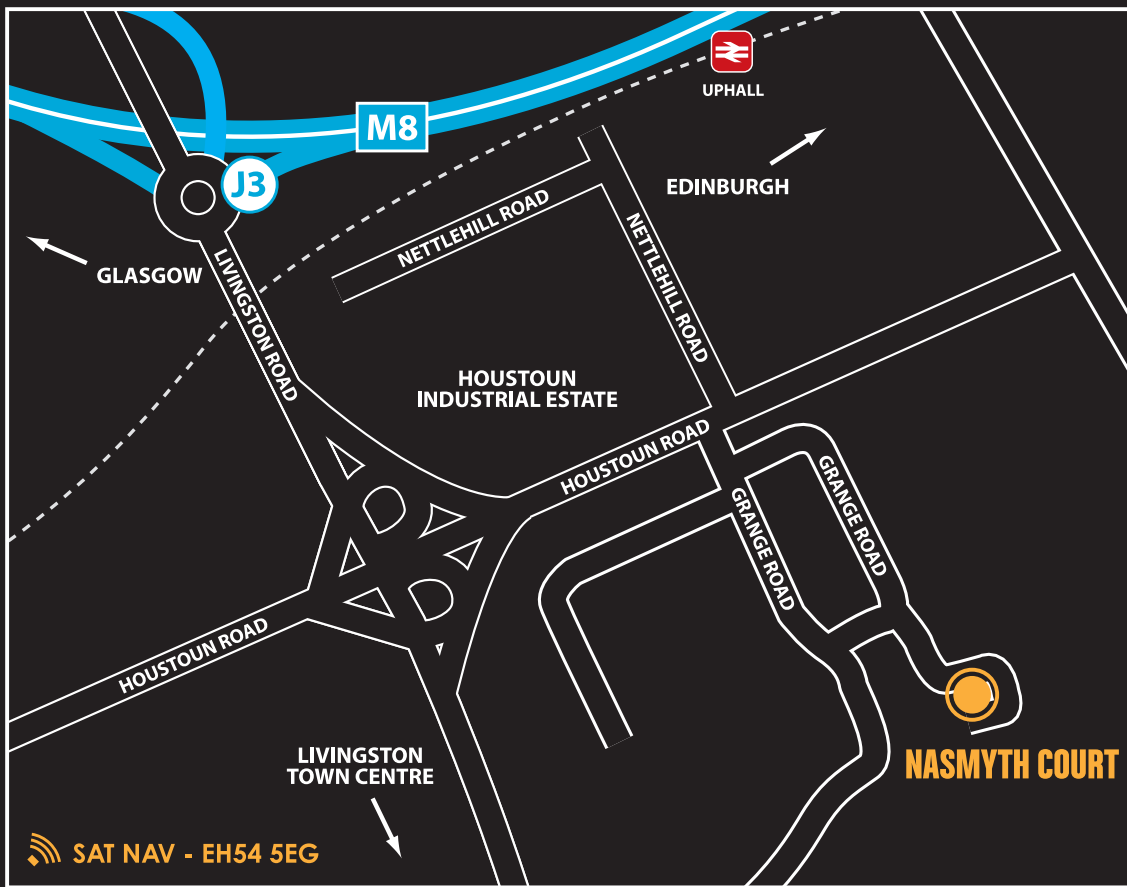 UPHALL
M8
J3
EDINBURGH
NETTLEHILL ROAD
NETTLEHILL ROAD
GLASGOW
LIVINGSTON ROAD
HOUSTOUN
INDUSTRIAL ESTATE
HOUSTOUN ROAD
GRANGE ROAD
GRANGE ROAD
HOUSTOUN ROAD
LIVINGSTON
TOWN CENTRE
NASMYTH COURT
SAT NAV - EH54 5EG